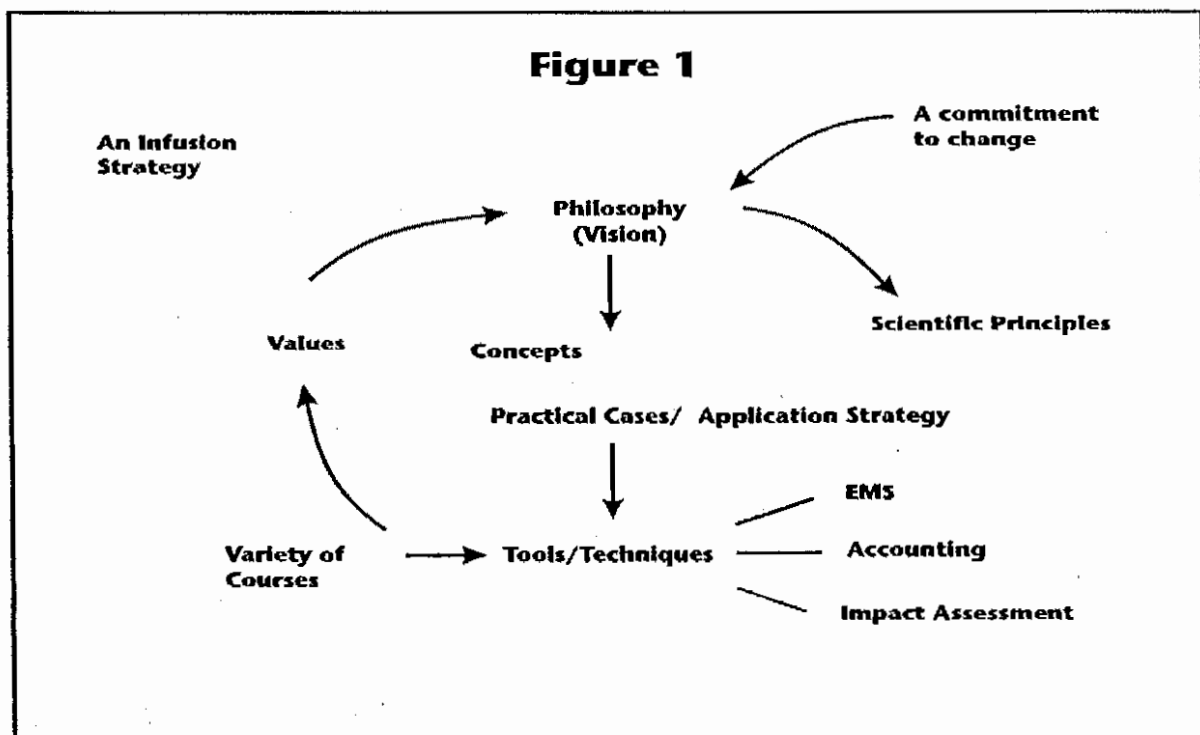 Figure 1
An Infusion
Strategy
A commitment
to change
Philosophy
(Vision)
Scientific Principles
Values
Concepts
Practical Cases/ Application Strategy
EMS
Variety of
Courses
Tools/Techniques
Accounting
Impact Assessment